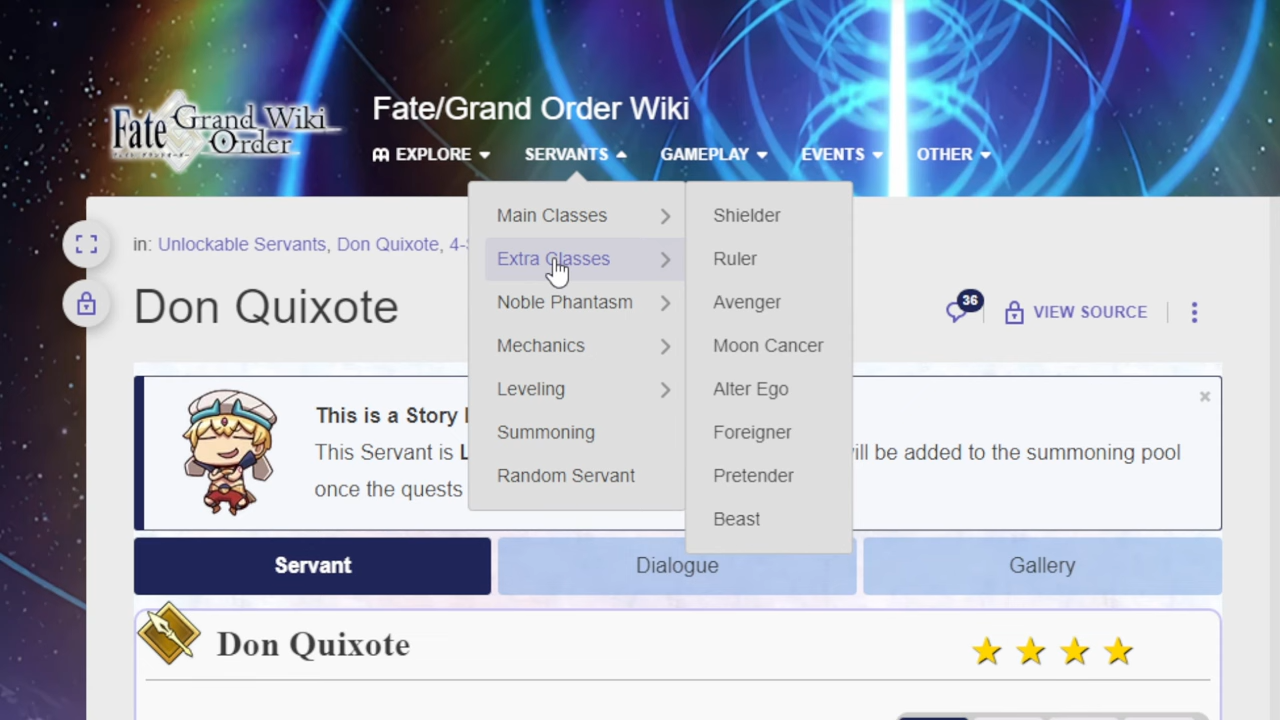 Fate Grand Wiki
Order
Fate/Grand Order Wiki
EXPLORE
SERVANTS
GAMEPLAY
EVENTS
OTHER
Main Classes
Extra Classes
Noble Phantasm
Mechanics
Leveling
Summoning
Random Servant
Shielder
Ruler
Avenger
Moon Cancer
Alter Ego
Foreigner
Pretender
Beast
in: Unlockable Servants, Don Quixote, 4-
Don Quixote
36
VIEW SOURCE
This is a Story
This Servant is
will be added to the summoning pool
once the quests
Servant
Dialogue
Gallery
Don Quixote